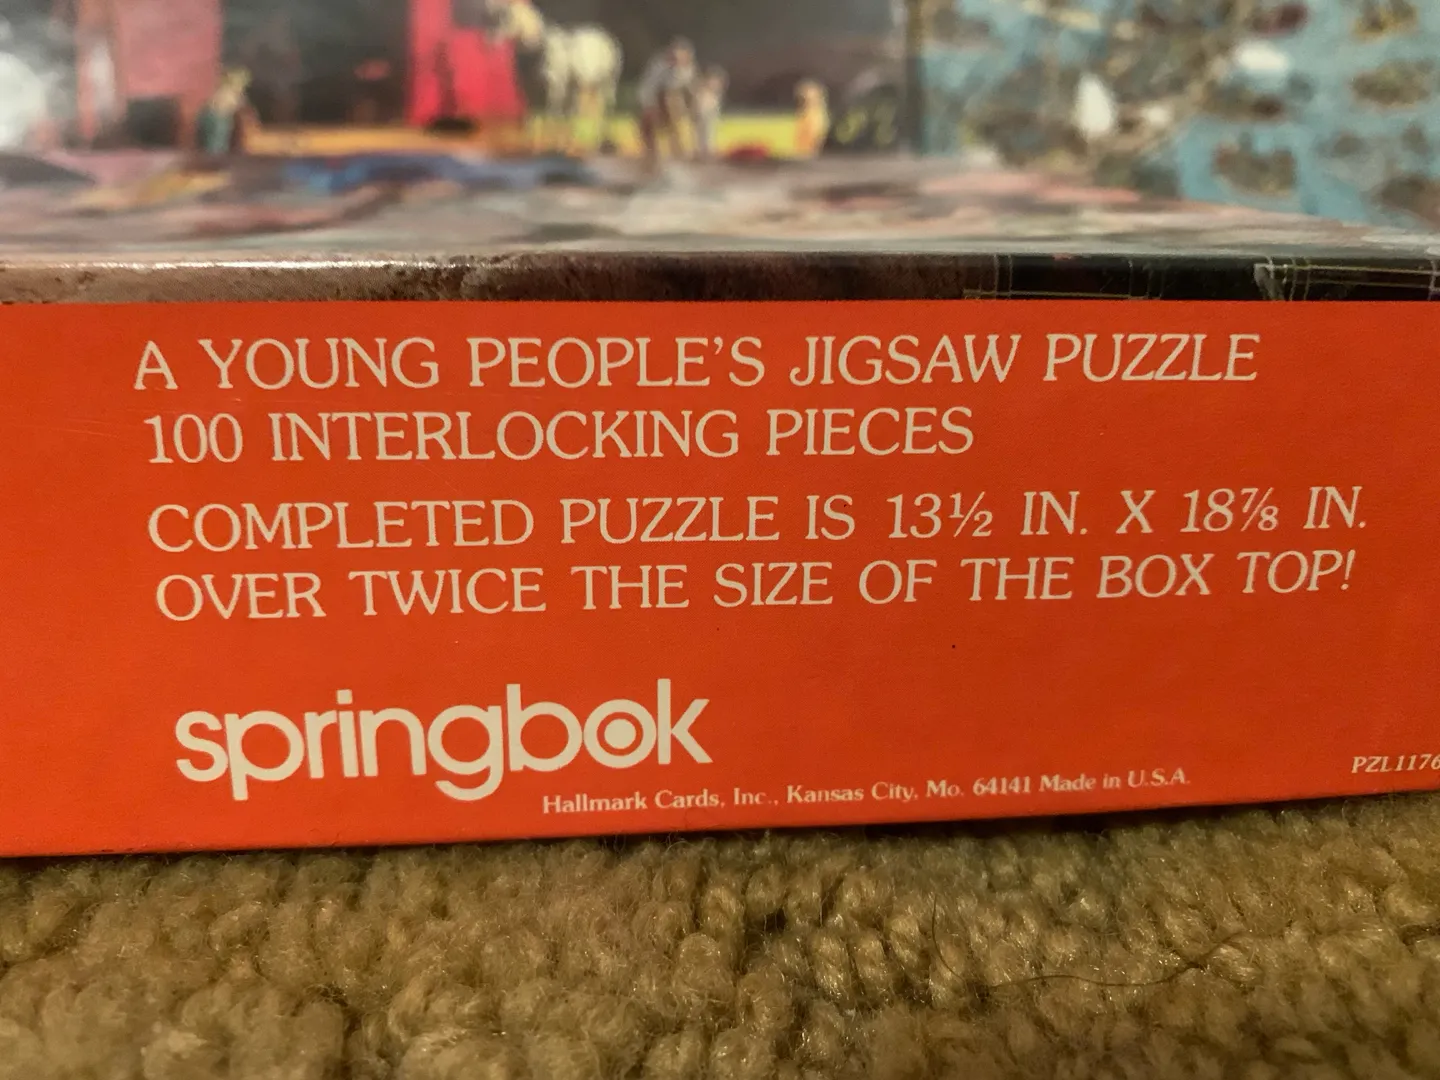 A YOUNG PEOPLE'S JIGSAW PUZZLE
100 INTERLOCKING PIECES
COMPLETED PUZZLE IS 13½ IN. X 18⅞ IN.
OVER TWICE THE SIZE OF THE BOX TOP!
springbok
Hallmark Cards, Inc., Kansas City, Mo. 64141 Made in U.S.A.
PZL1176